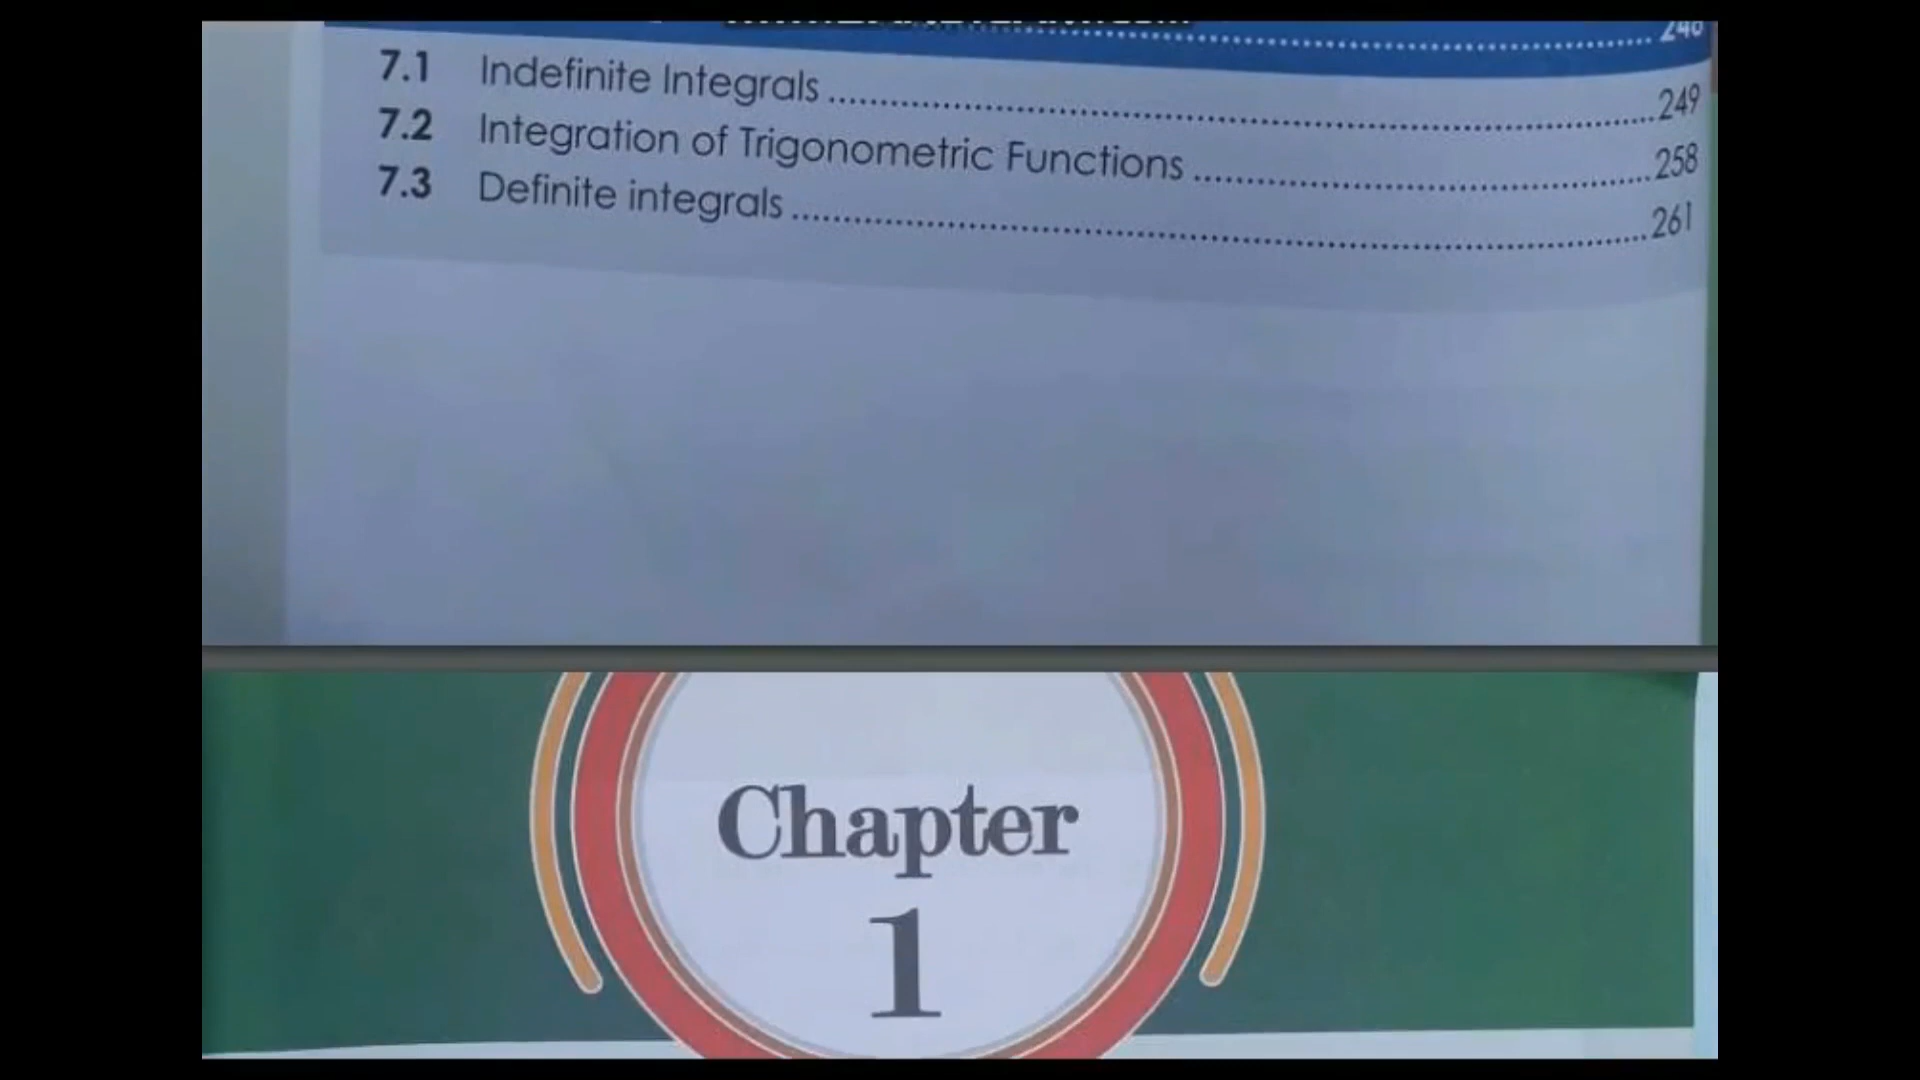 7.1 Indefinite Integrals ........ 249
7.2 Integration of Trigonometric Functions ........ 258
7.3 Definite integrals ........ 261
Chapter
1